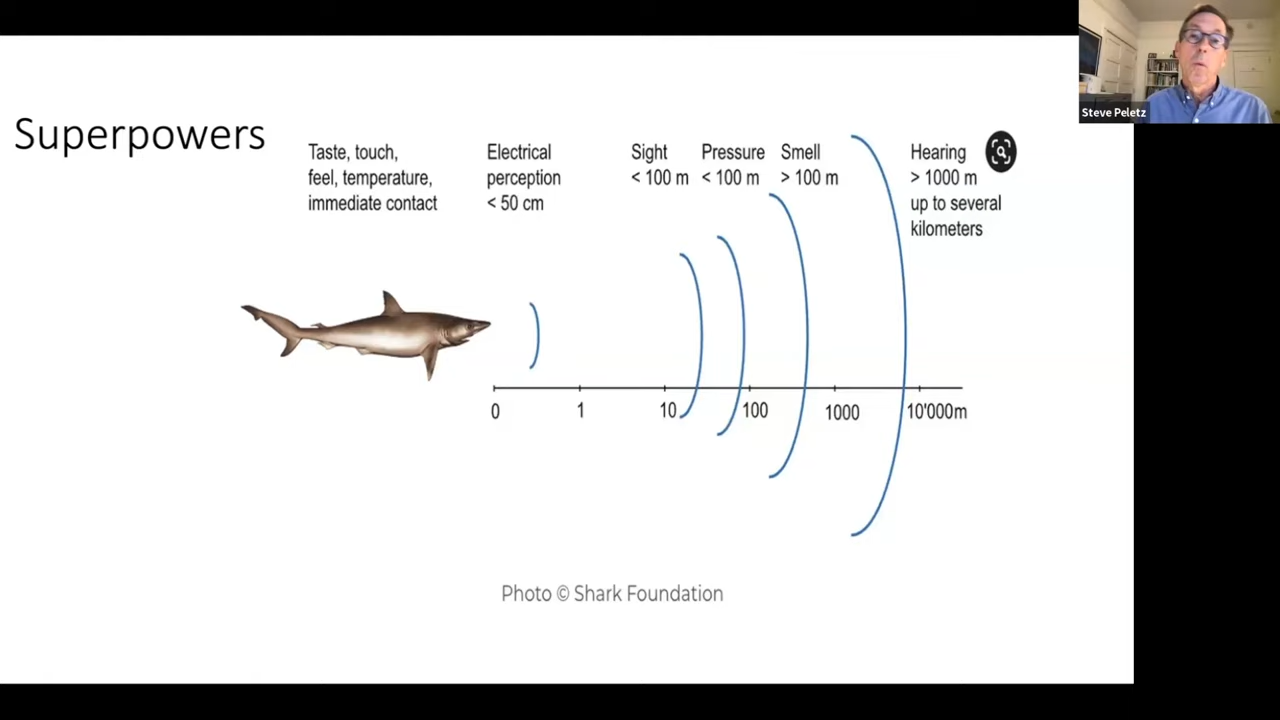 Steve Peletz
Superpowers
Taste, touch,
feel, temperature,
immediate contact
Electrical
perception
< 50 cm
Sight
< 100 m
Pressure
< 100 m
Smell
> 100 m
Hearing
> 1000 m
up to several
kilometers
0 1 10 100 1000 10'000m
Photo © Shark Foundation